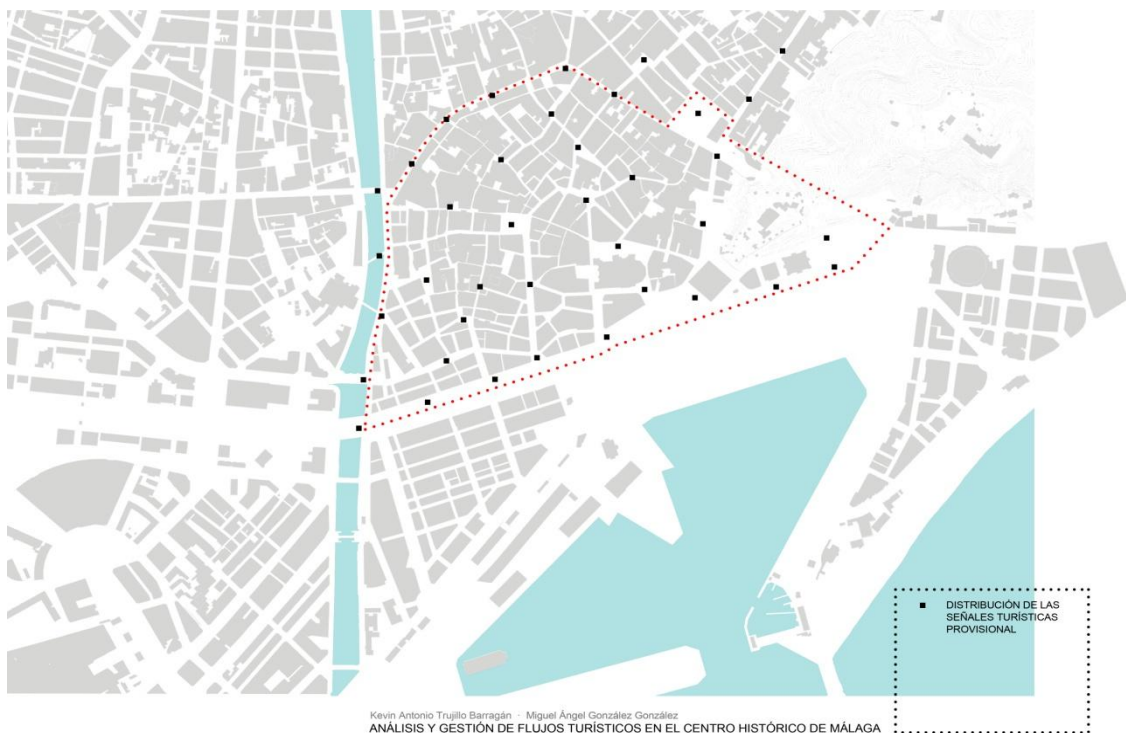 DISTRIBUCIÓN DE LAS
SEÑALES TURÍSTICAS
PROVISIONAL
Kevin Antonio Trujillo Barragán · Miguel Ángel González González
ANÁLISIS Y GESTIÓN DE FLUJOS TURÍSTICOS EN EL CENTRO HISTÓRICO DE MÁLAGA